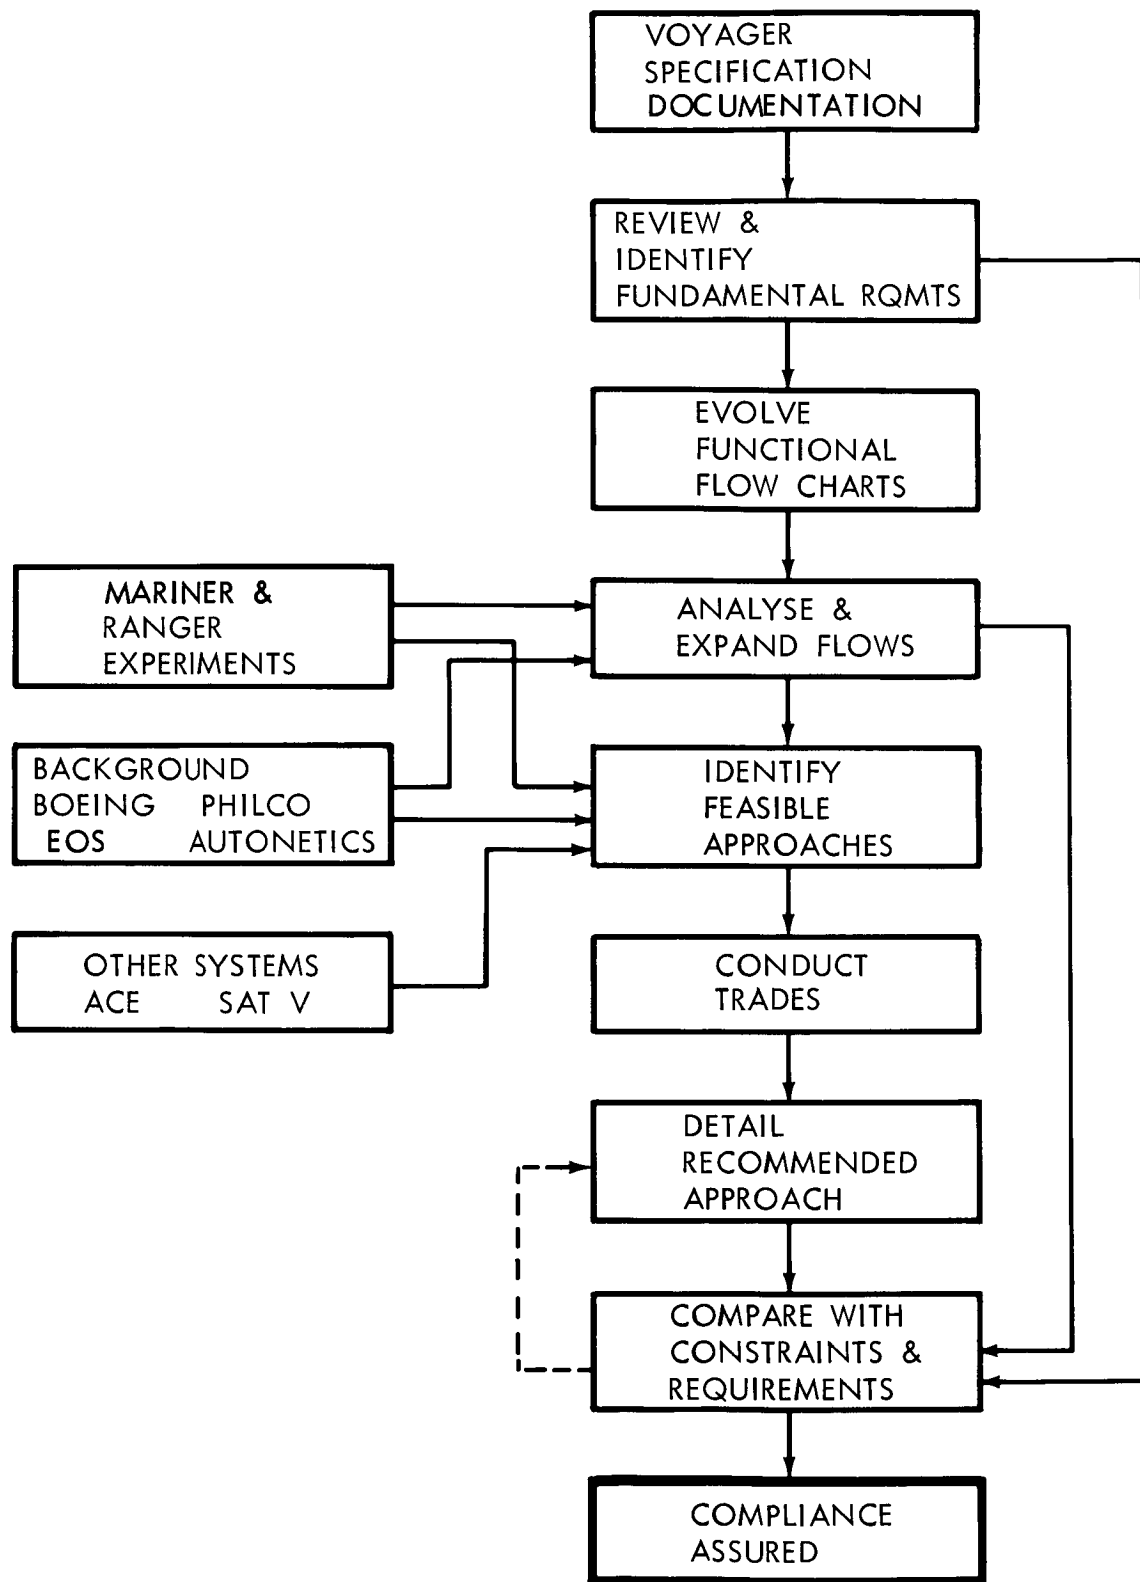 VOYAGER
SPECIFICATION
DOCUMENTATION
REVIEW &
IDENTIFY
FUNDAMENTAL RQMTS
EVOLVE
FUNCTIONAL
FLOW CHARTS
MARINER &
RANGER
EXPERIMENTS
ANALYSE &
EXPAND FLOWS
BACKGROUND
BOEING PHILCO
EOS AUTONETICS
IDENTIFY
FEASIBLE
APPROACHES
OTHER SYSTEMS
ACE SAT V
CONDUCT
TRADES
DETAIL
RECOMMENDED
APPROACH
COMPARE WITH
CONSTRAINTS &
REQUIREMENTS
COMPLIANCE
ASSURED